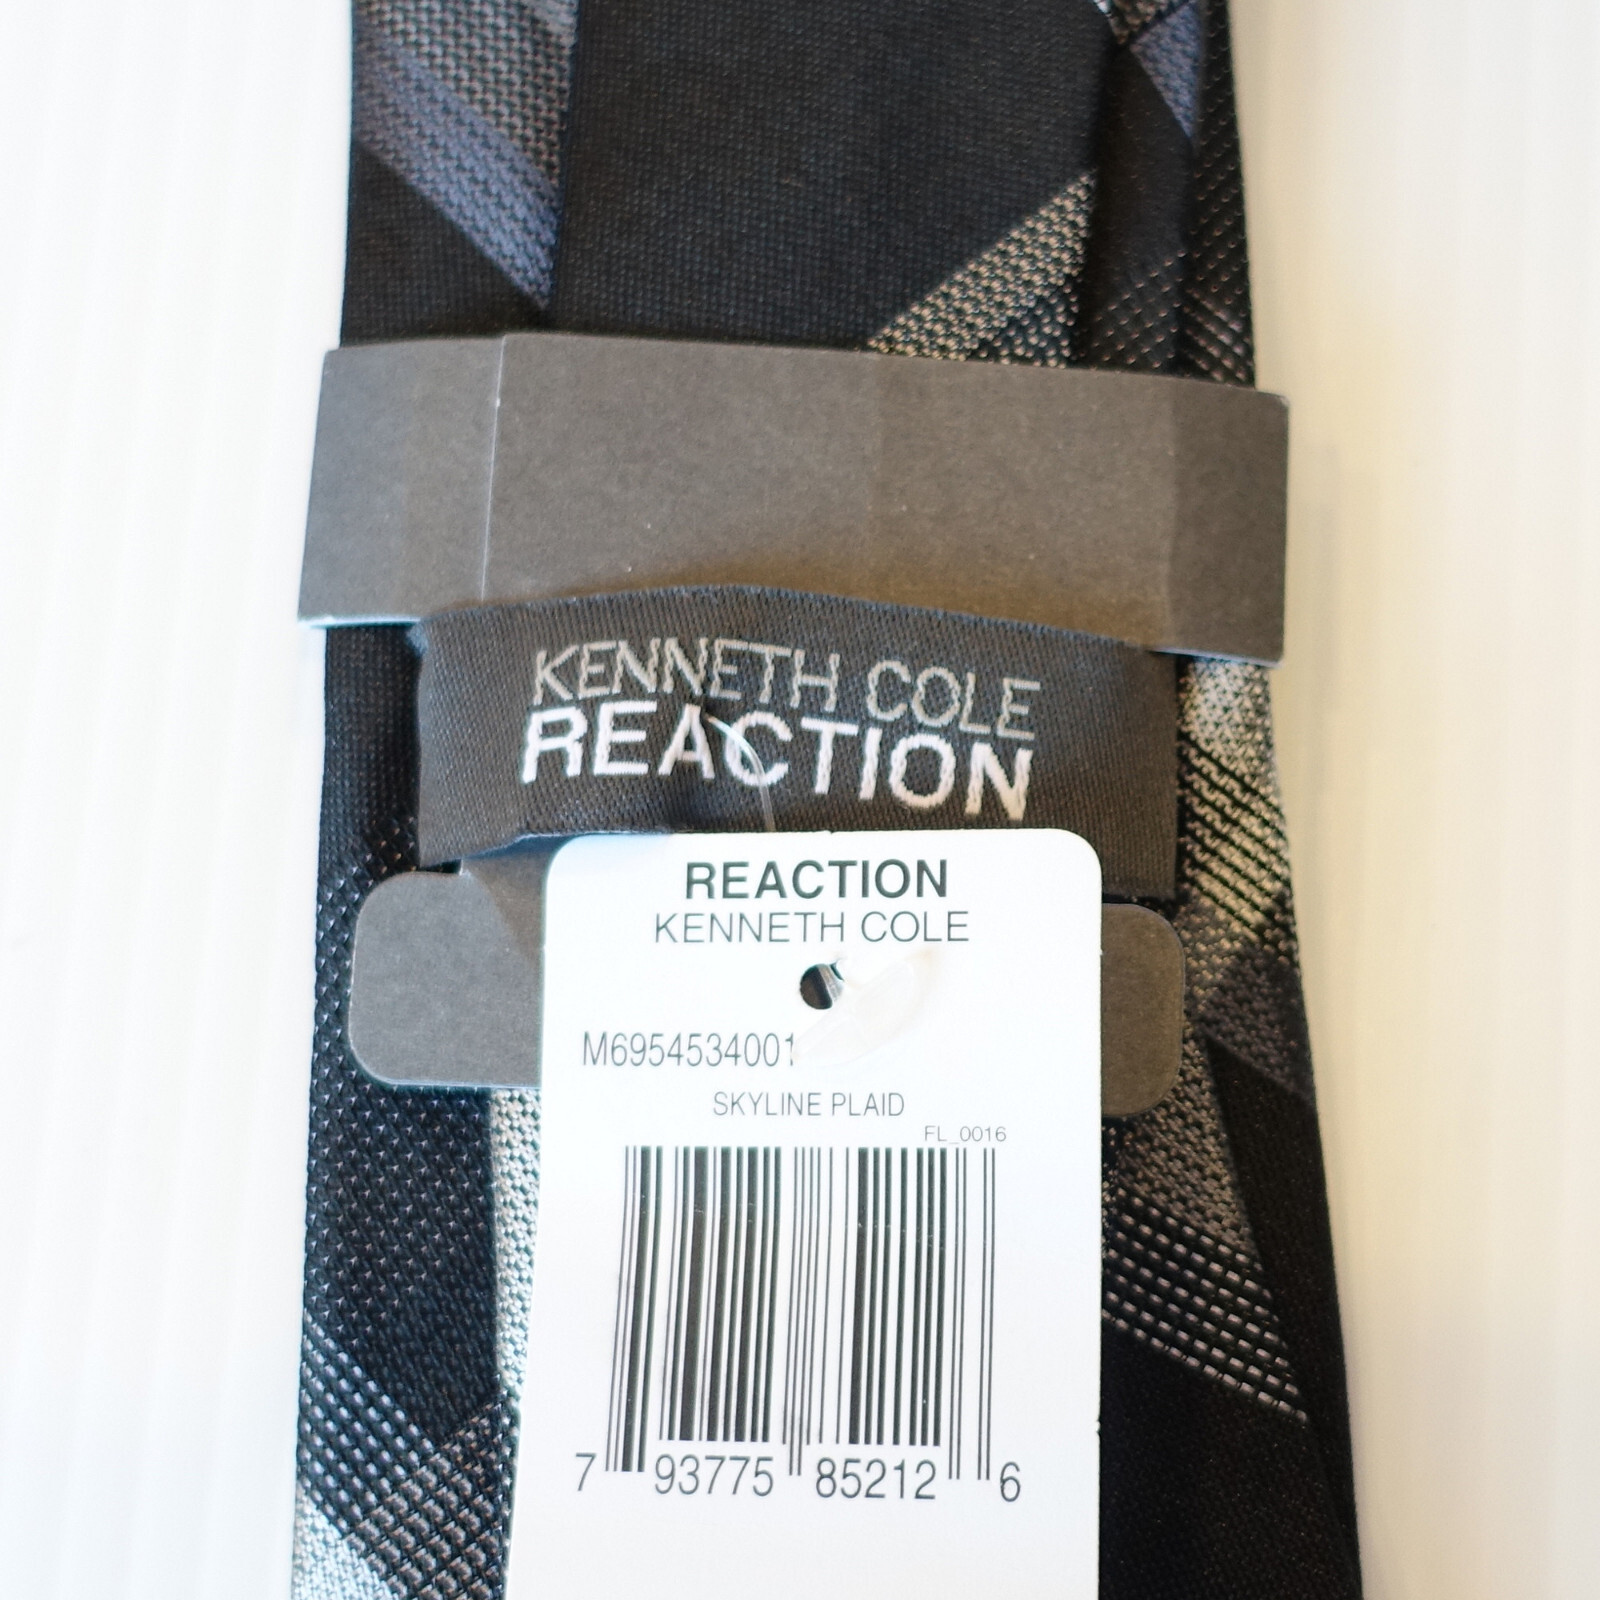 KENNETH COLE
REACTION
REACTION
KENNETH COLE
M6954534001
SKYLINE PLAID
FL_0016
7 93775 85212 6